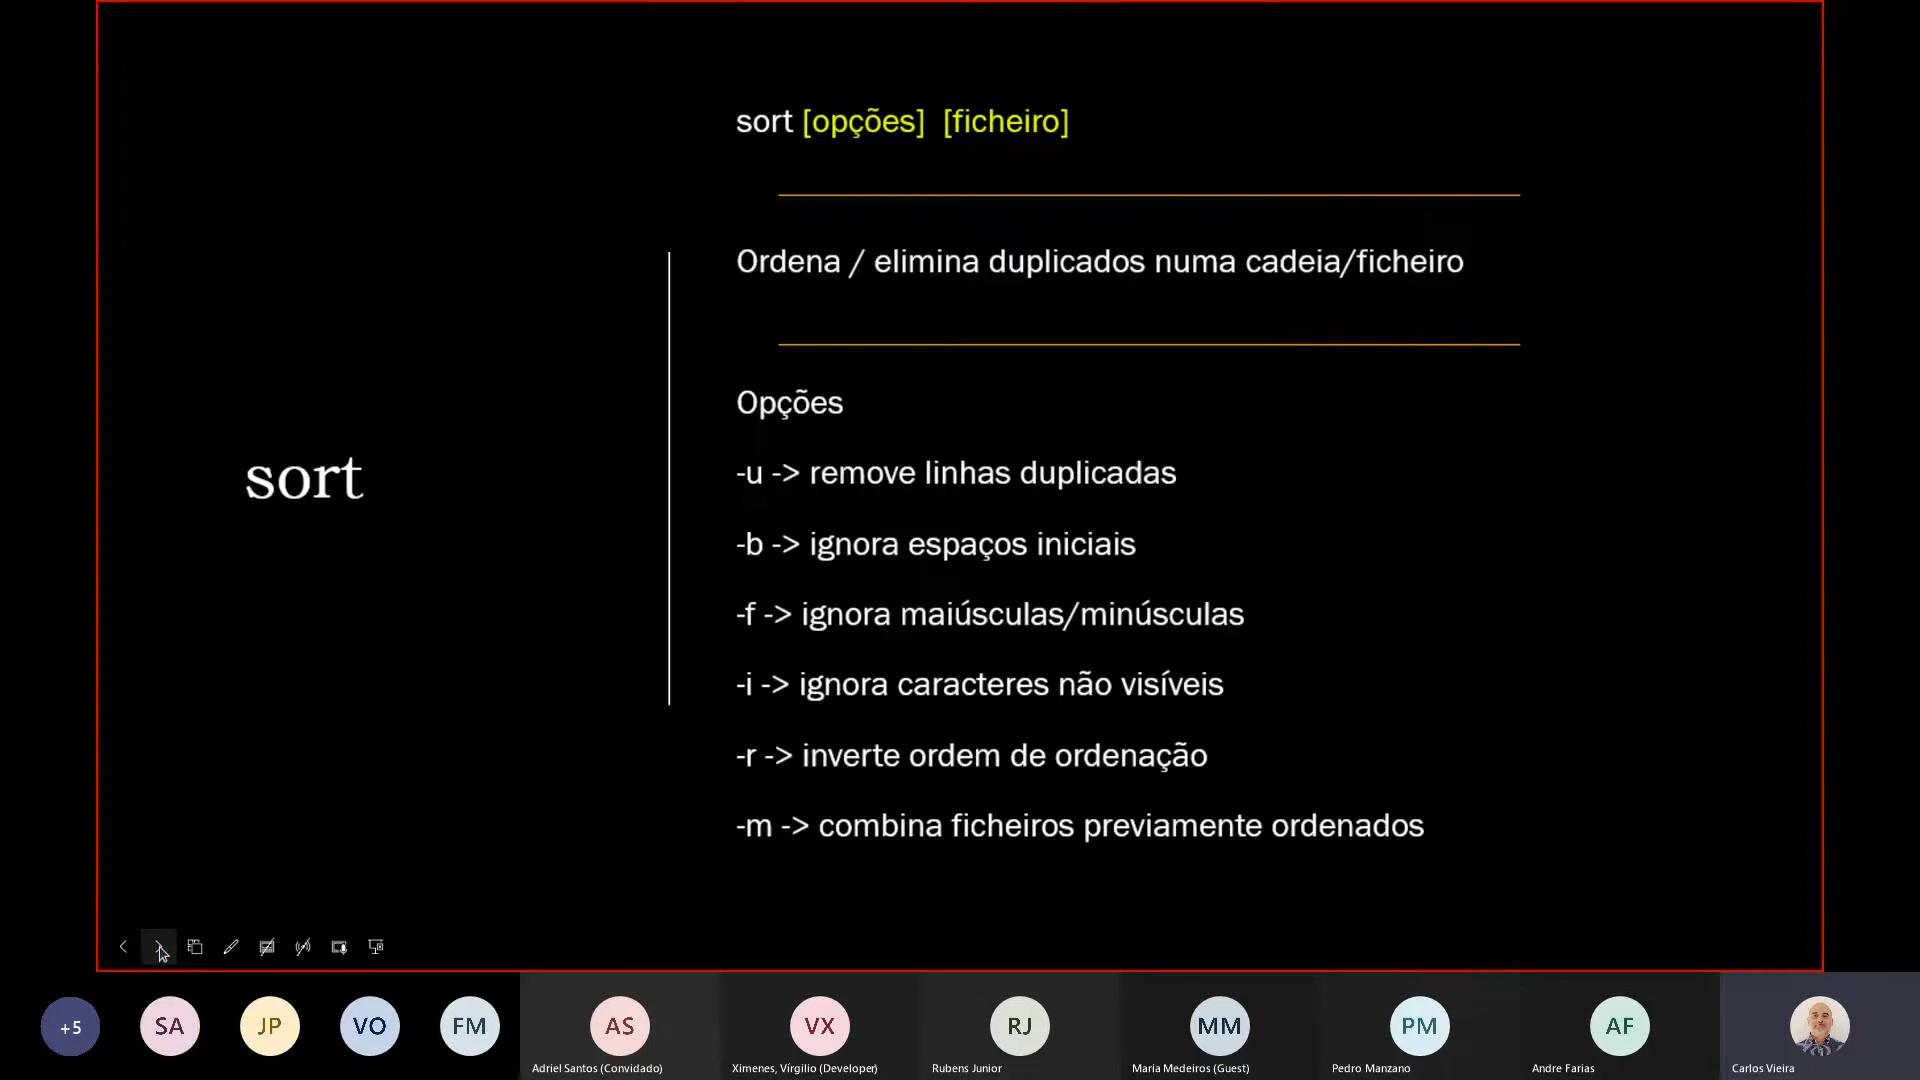 sort [opções] [ficheiro]
Ordena / elimina duplicados numa cadeia/ficheiro
sort
Opções
-u -> remove linhas duplicadas
-b -> ignora espaços iniciais
-f -> ignora maiúsculas/minúsculas
-i -> ignora caracteres não visíveis
-r -> inverte ordem de ordenação
-m -> combina ficheiros previamente ordenados
+5 SA JP VO FM AS VX RJ MM PM AF
Adriel Santos (Convidado) Ximenes, Vírgilio (Developer) Rubens Junior Maria Medeiros (Guest) Pedro Manzano Andre Farias Carlos Vieira